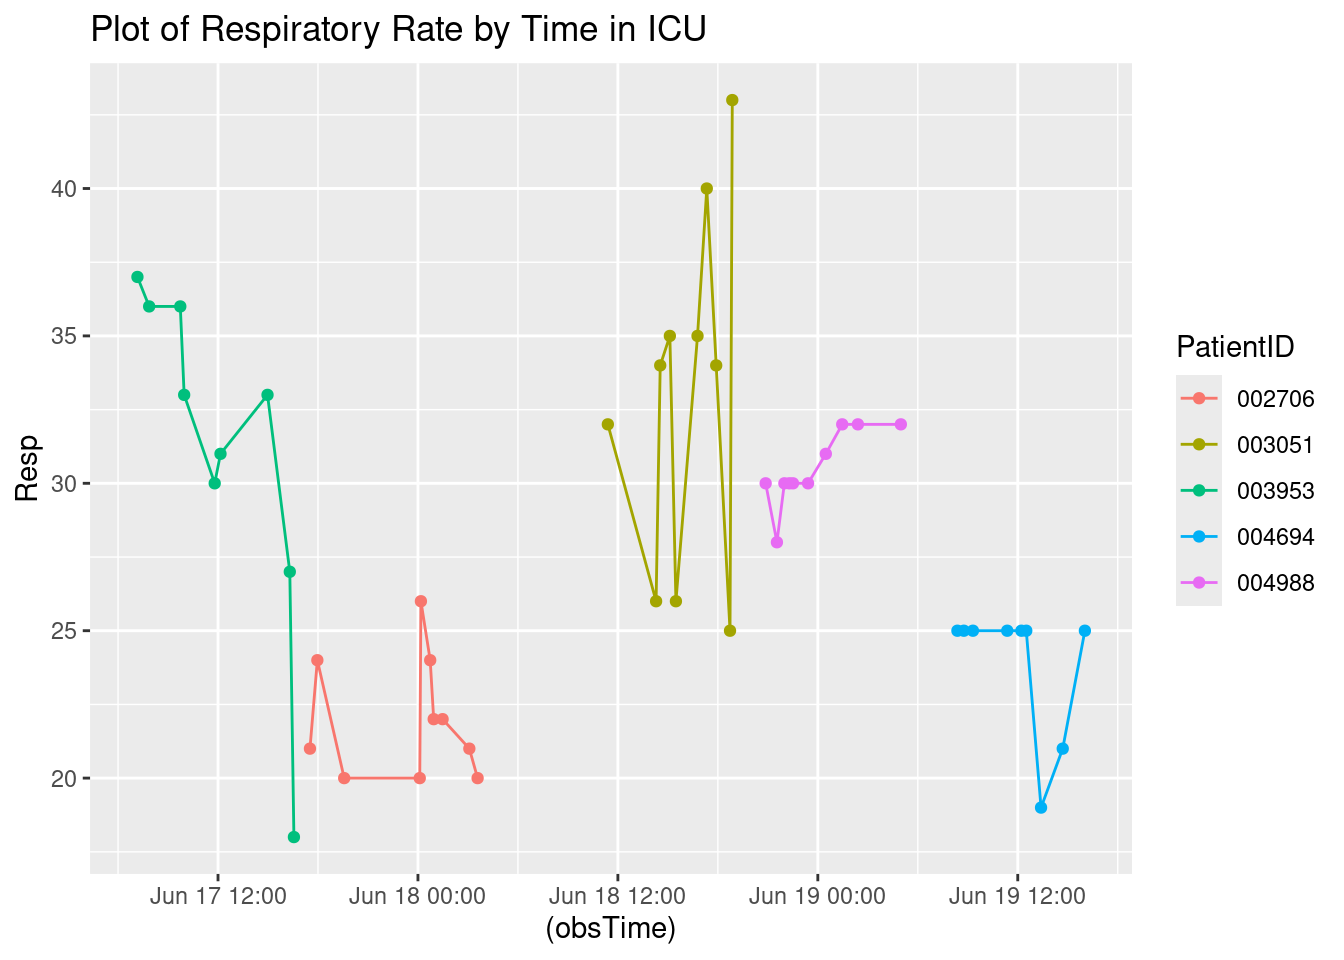 Plot of Respiratory Rate by Time in ICU
Resp
40
35
30
25
20
Jun 17 12:00
Jun 18 00:00
Jun 18 12:00
Jun 19 00:00
Jun 19 12:00
(obsTime)
PatientID
002706
003051
003953
004694
004988